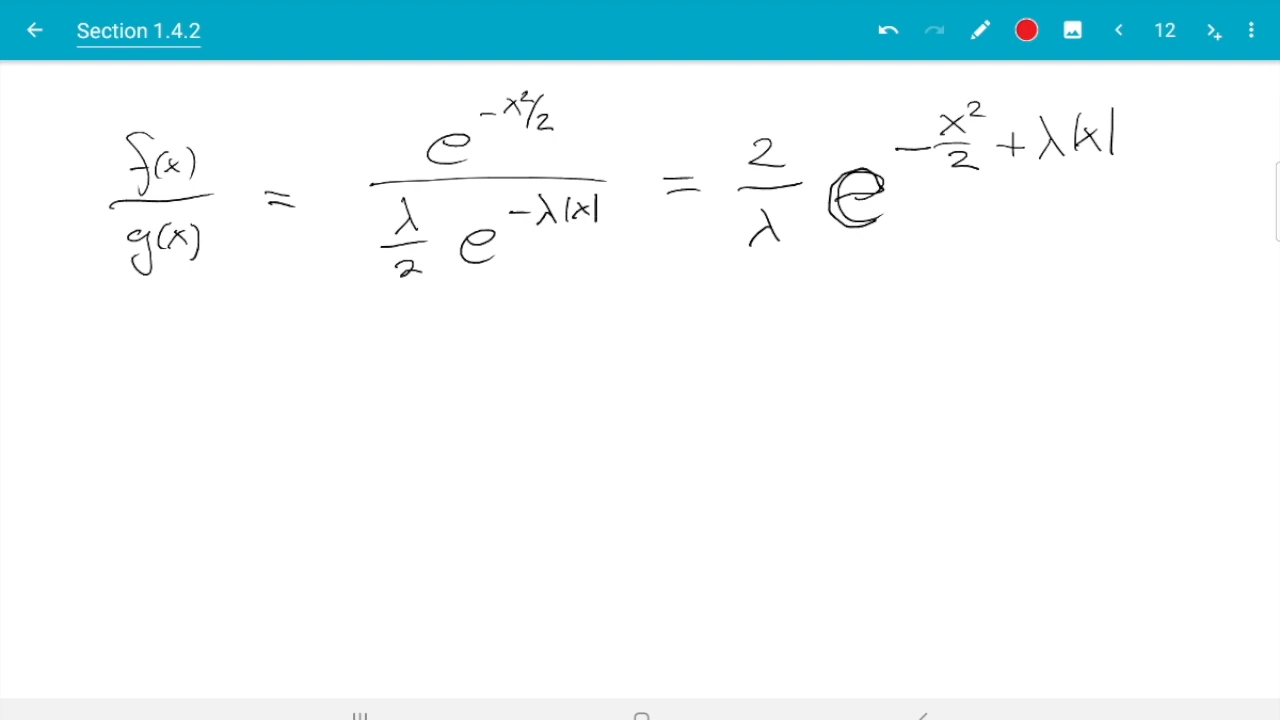 Section 1.4.2
12
f(x)/g(x) = e^{-x²/2} / (λ/2 e^{-λ|x|}) = 2/λ e^{-x²/2 + λ|x|}